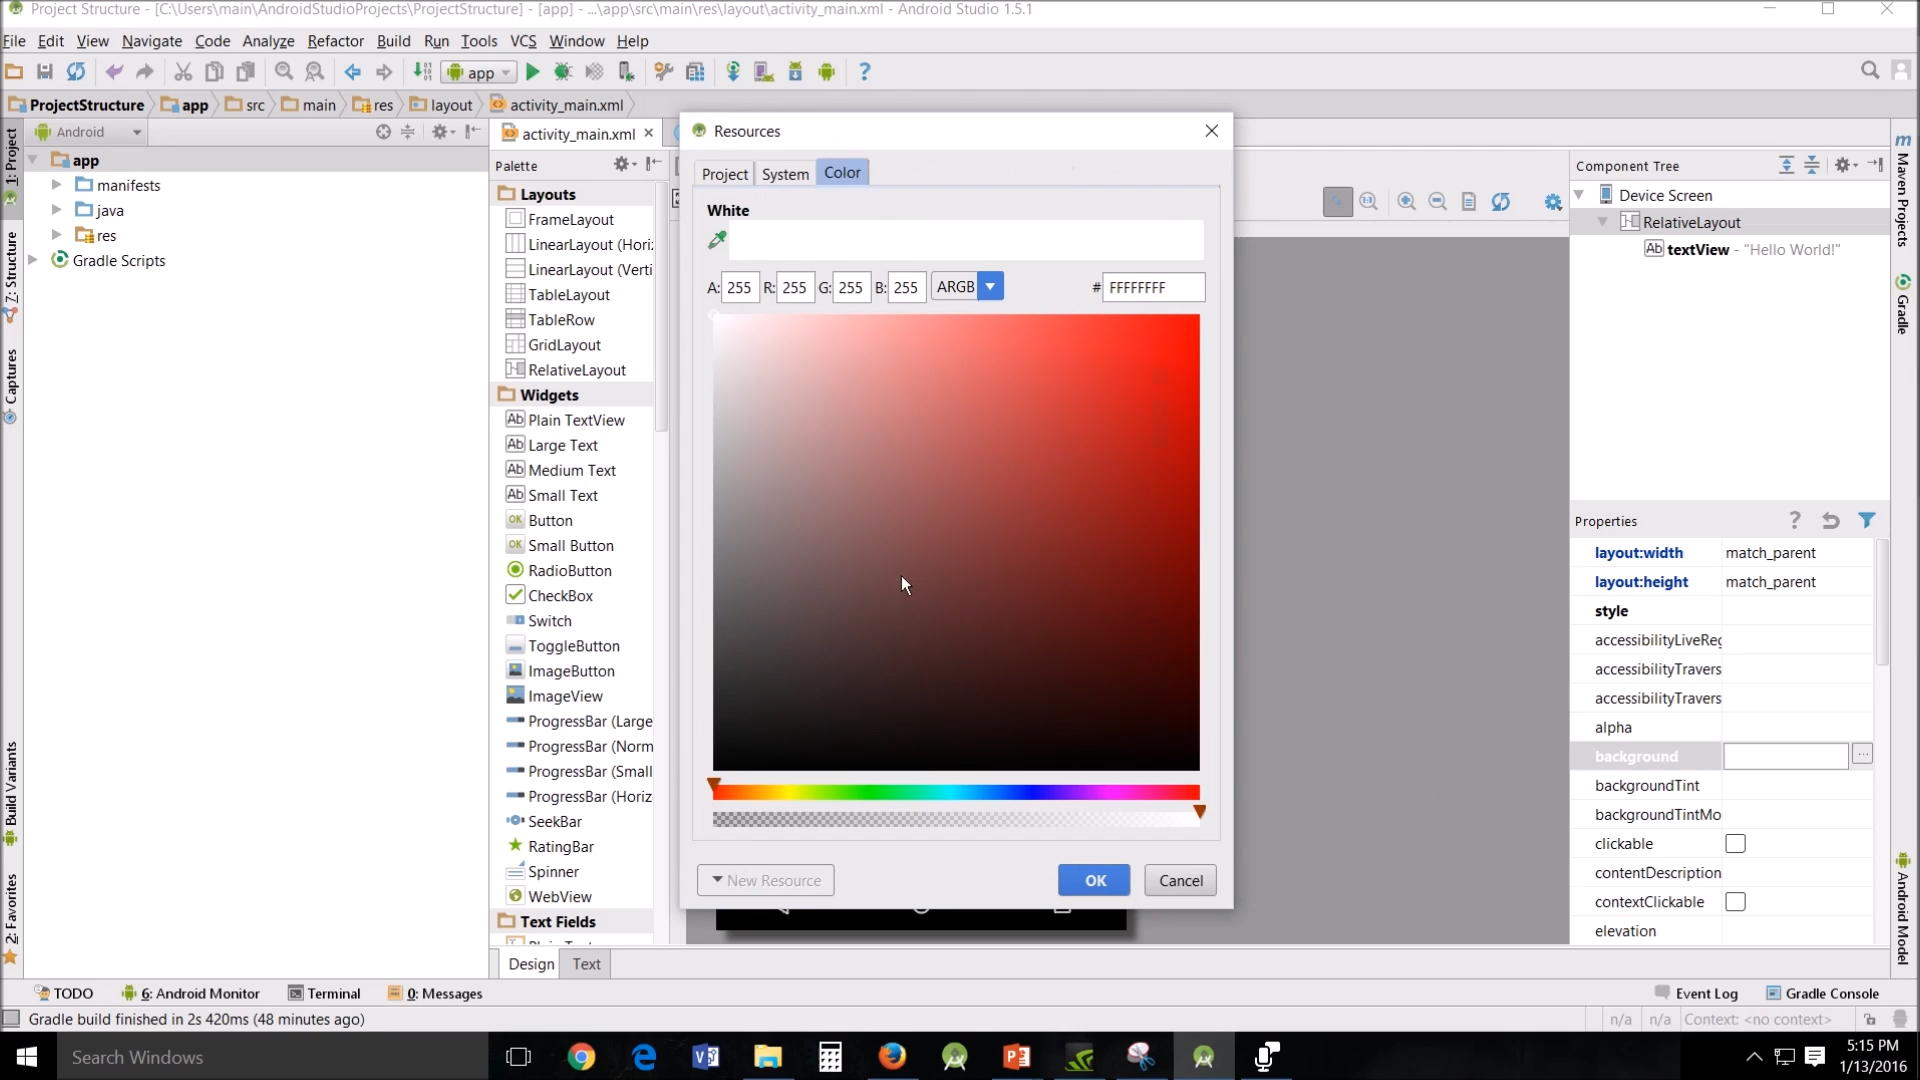 Project Structure - [C:\Users\main\AndroidStudioProjects\ProjectStructure] - [app] - ...\app\src\main\res\layout\activity_main.xml - Android Studio 1.5.1
File Edit View Navigate Code Analyze Refactor Build Run Tools VCS Window Help
app
ProjectStructure app src main res layout activity_main.xml
Android
activity_main.xml
Resources
1: Project
Z: Structure
Captures
Build Variants
2: Favorites
app
manifests
java
res
Gradle Scripts
Palette
Layouts
FrameLayout
LinearLayout (Hori:
LinearLayout (Verti
TableLayout
TableRow
GridLayout
RelativeLayout
Widgets
Plain TextView
Large Text
Medium Text
Small Text
Button
Small Button
RadioButton
CheckBox
Switch
ToggleButton
ImageButton
ImageView
ProgressBar (Large
ProgressBar (Norm
ProgressBar (Small
ProgressBar (Horiz
SeekBar
RatingBar
Spinner
WebView
Text Fields
Design Text
Project System Color
White
A: 255 R: 255 G: 255 B: 255 ARGB # FFFFFFFF
New Resource OK Cancel
Component Tree
Device Screen
RelativeLayout
Ab textView - "Hello World!"
Properties
layout:width match_parent
layout:height match_parent
style
accessibilityLiveReg
accessibilityTravers
accessibilityTravers
alpha
background
backgroundTint
backgroundTintMo
clickable
contentDescription
contextClickable
elevation
Maven Projects
Gradle
Android Model
TODO 6: Android Monitor Terminal 0: Messages Event Log Gradle Console
Gradle build finished in 2s 420ms (48 minutes ago) n/a n/a Context: <no context>
Search Windows
5:15 PM
1/13/2016